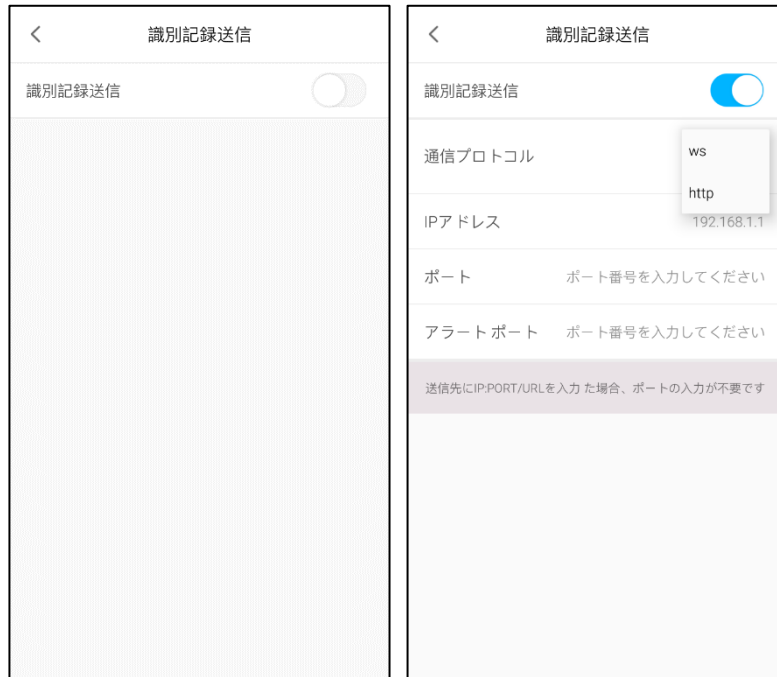 識別記録送信
識別記録送信
識別記録送信
識別記録送信
通信プロトコル
ws
http
IPアドレス 192.168.1.1
ポート ポート番号を入力してください
アラートポート ポート番号を入力してください
送信先にIP:PORT/URLを入力た場合、ポートの入力が不要です